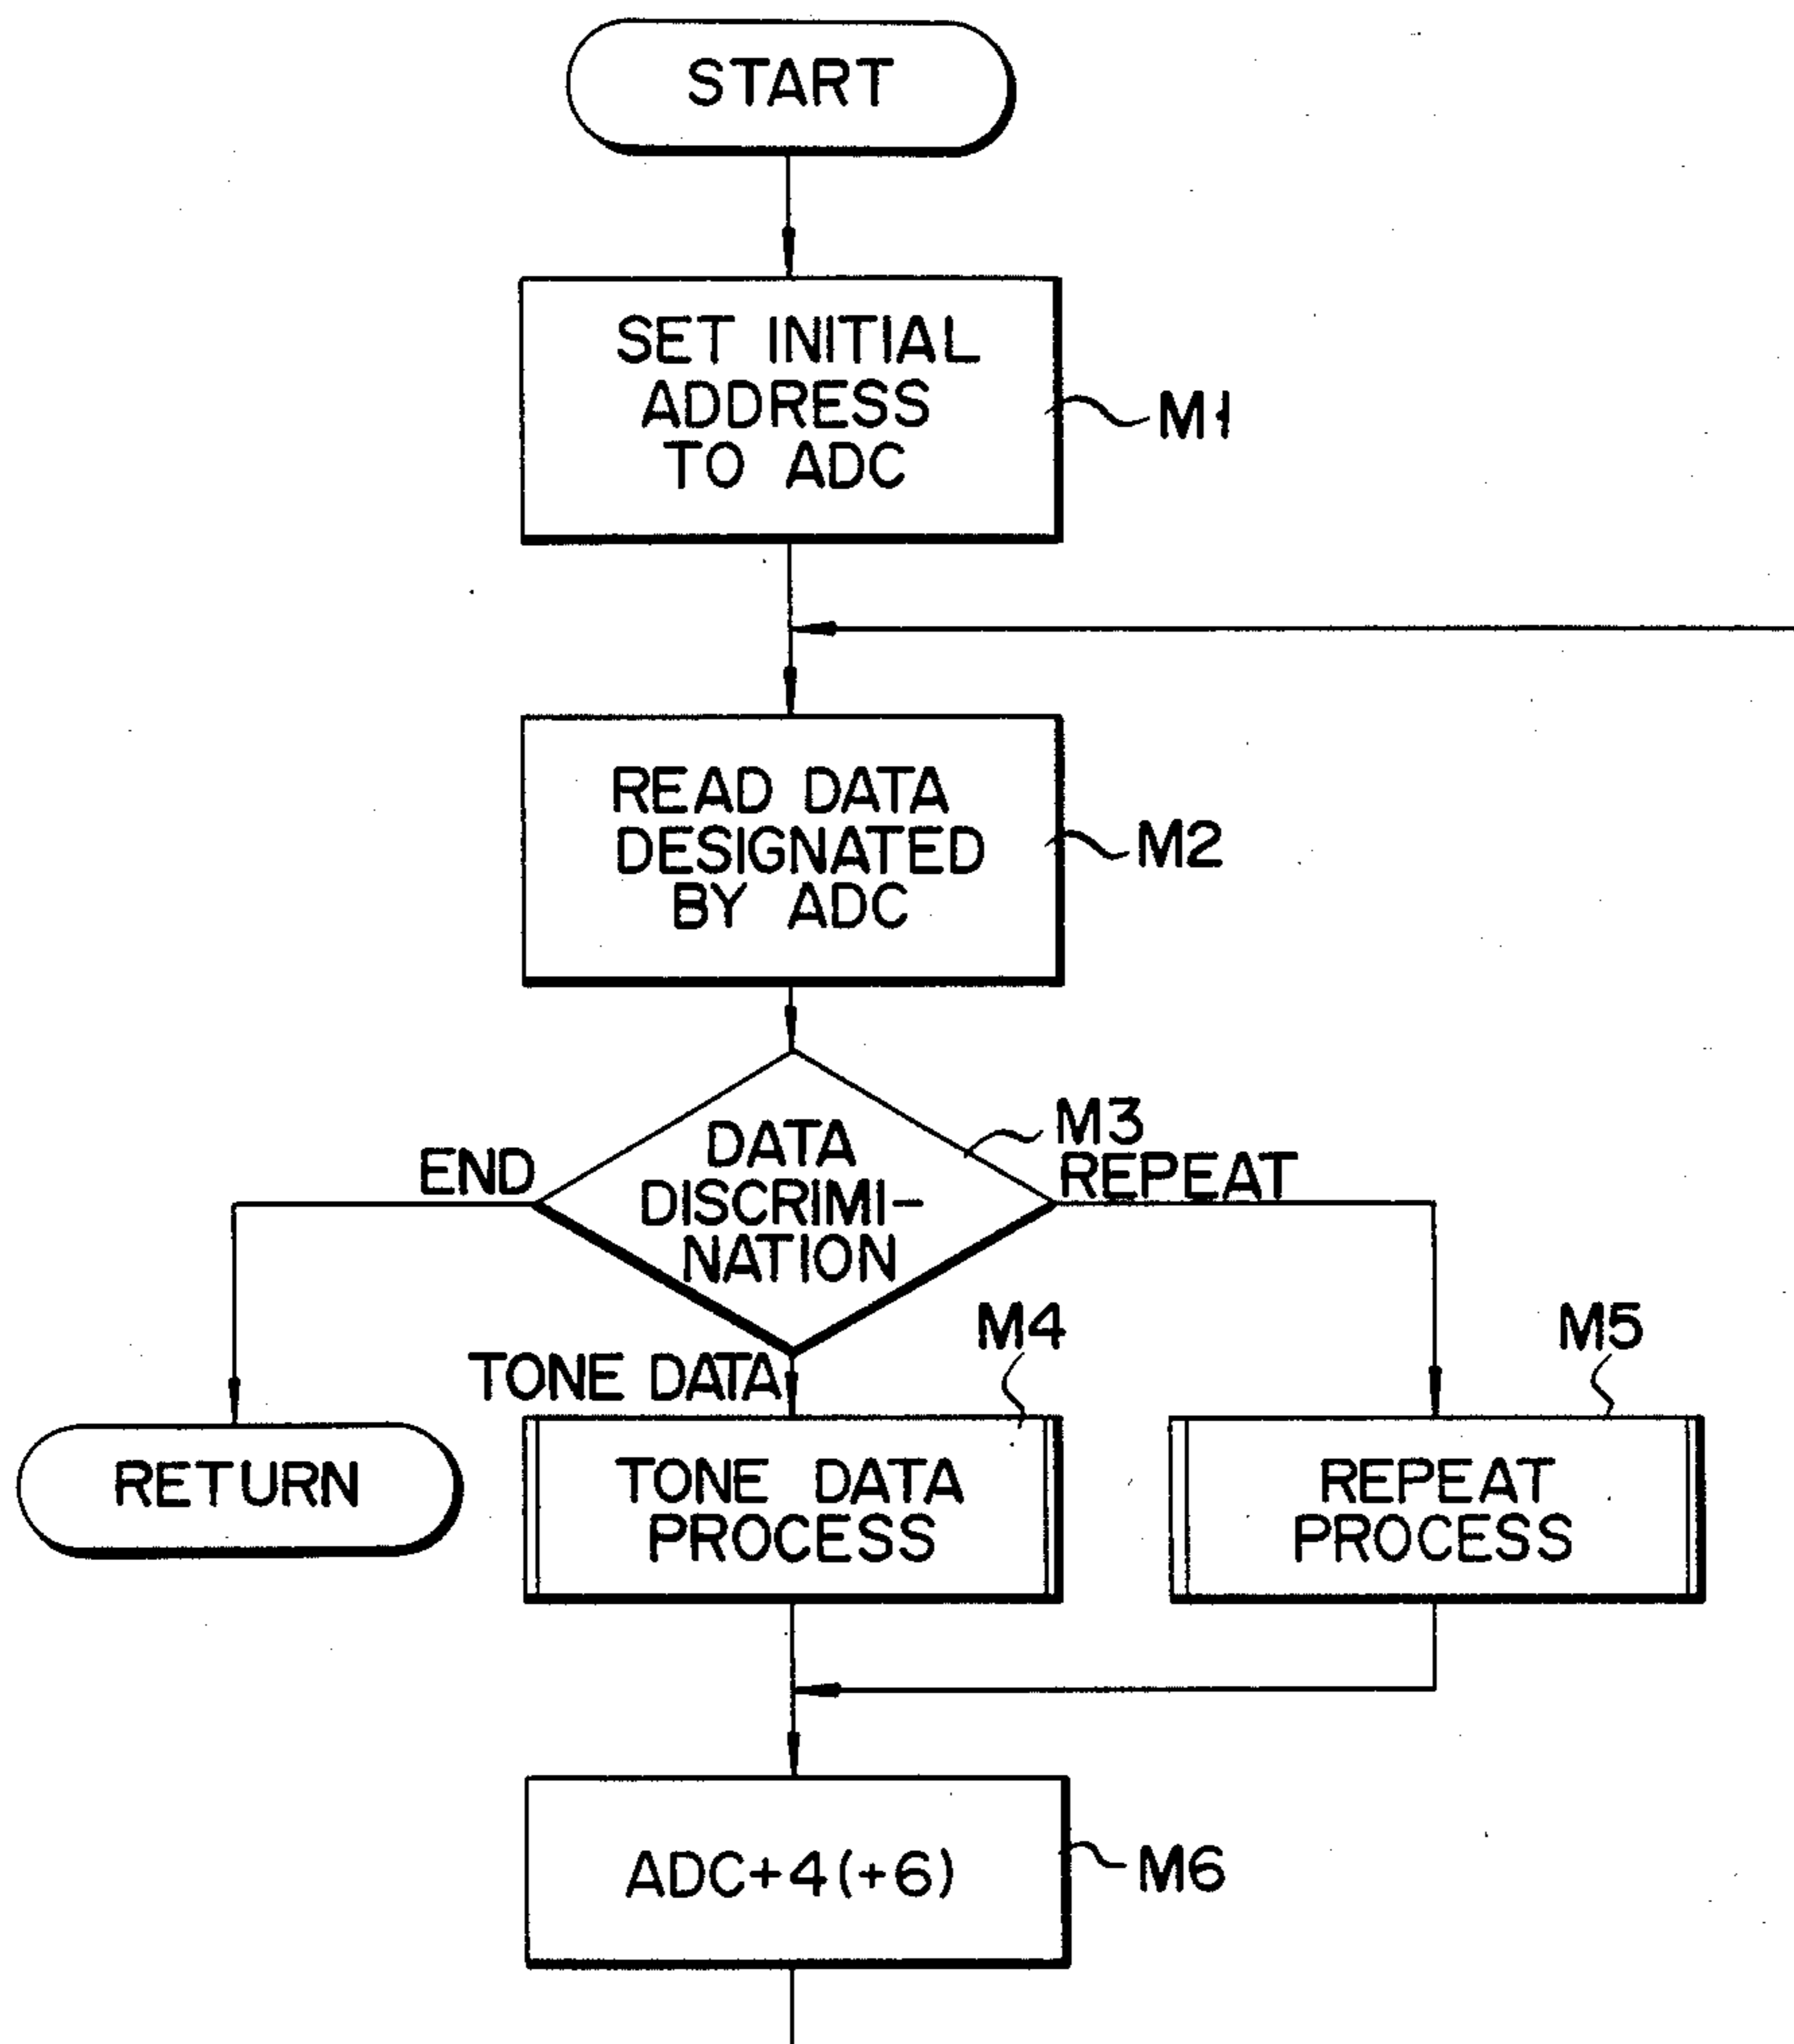 START
SET INITIAL
ADDRESS
TO ADC
M1
READ DATA
DESIGNATED
BY ADC
M2
M3
END
DATA
DISCRIMI-
NATION
REPEAT
TONE DATA
M4
M5
RETURN
TONE DATA
PROCESS
REPEAT
PROCESS
ADC+4(+6)
M6